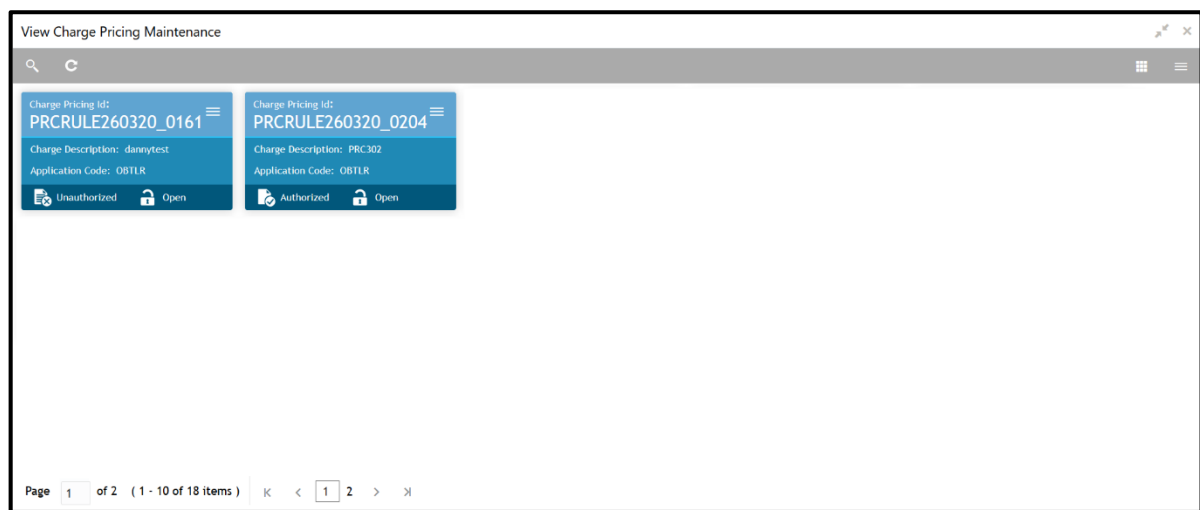 View Charge Pricing Maintenance
Charge Pricing Id:
PRCRULE260320_0161
Charge Description: dannytest
Application Code: OBTLR
Unauthorized Open
Charge Pricing Id:
PRCRULE260320_0204
Charge Description: PRC302
Application Code: OBTLR
Authorized Open
Page 1 of 2 ( 1 - 10 of 18 items ) 1 2